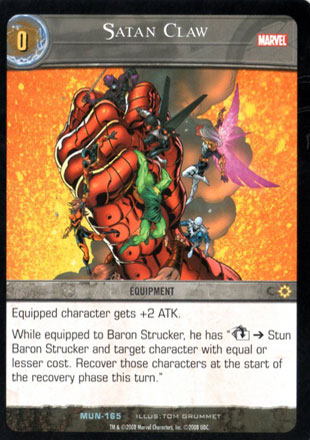 SATAN CLAW
0
MARVEL
EQUIPMENT
C
Equipped character gets +2 ATK.
While equipped to Baron Strucker, he has “ → Stun
Baron Strucker and target character with equal or
lesser cost. Recover those characters at the start of
the recovery phase this turn.”
MUN-165 ILLUS: TOM GRUMMET
TM & ©2008 Marvel Characters, Inc. ©2008 UDC.